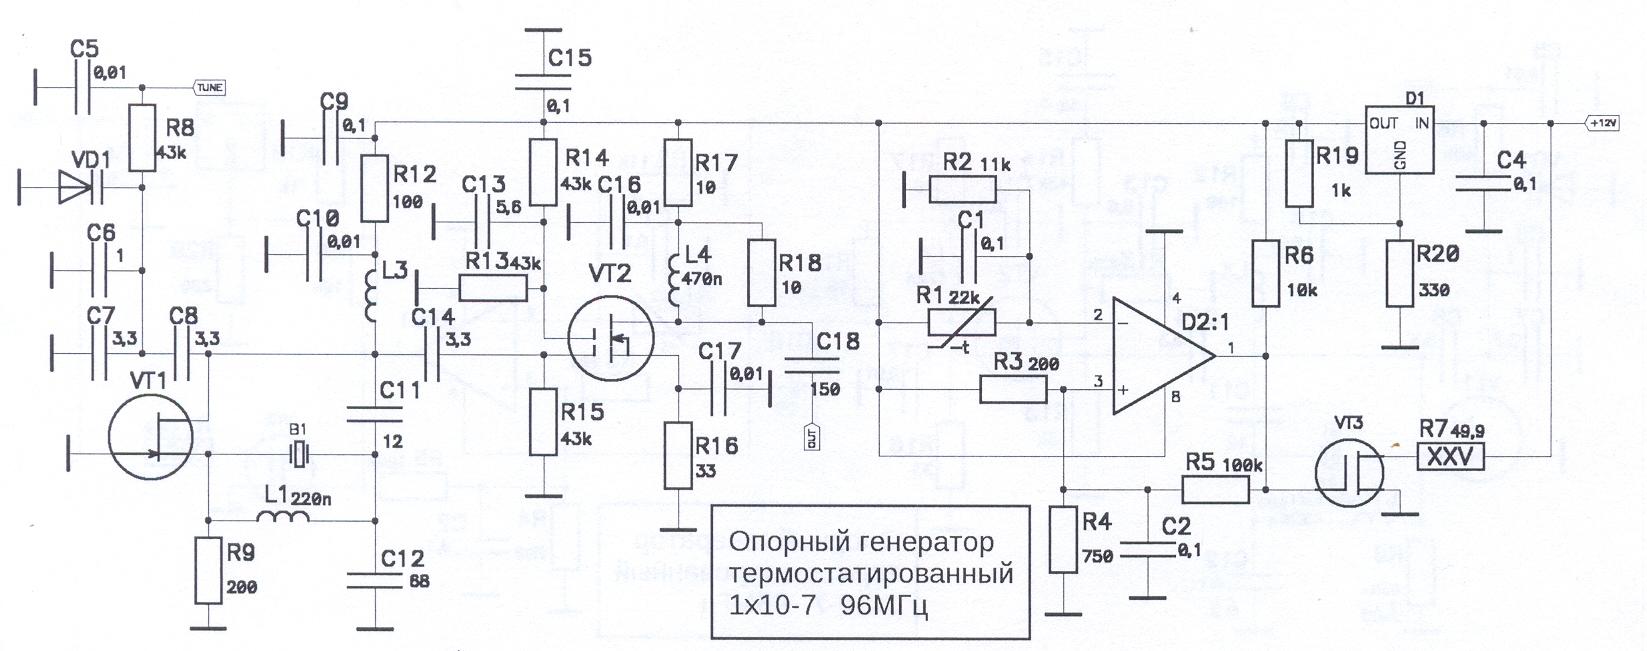 C5
0,01
TUNE
R8
43k
VD1
C6
1
C7
3,3
C8
3,3
VT1
B1
L1 220n
R9
200
C9
0,1
R12
100
C10
0,01
L3
C14
3,3
C11
12
C12
68
C15
0,1
R14
43k
C13
5,6
C16
0,01
R13 43k
VT2
R15
43k
R17
10
L4
470n
R18
10
C17
0,01
C18
150
OUT
R16
33
R2 11k
C1
0,1
R1 22k
-t
R3 200
2
3
4
8
1
D2:1
R4
750
C2
0,1
R5 100k
R6
10k
VT3
R7 49,9
XXV
R19
1k
R20
330
D1
OUT IN
GND
C4
0,1
+12V
Опорный генератор
термостатированный
1x10-7 96МГц